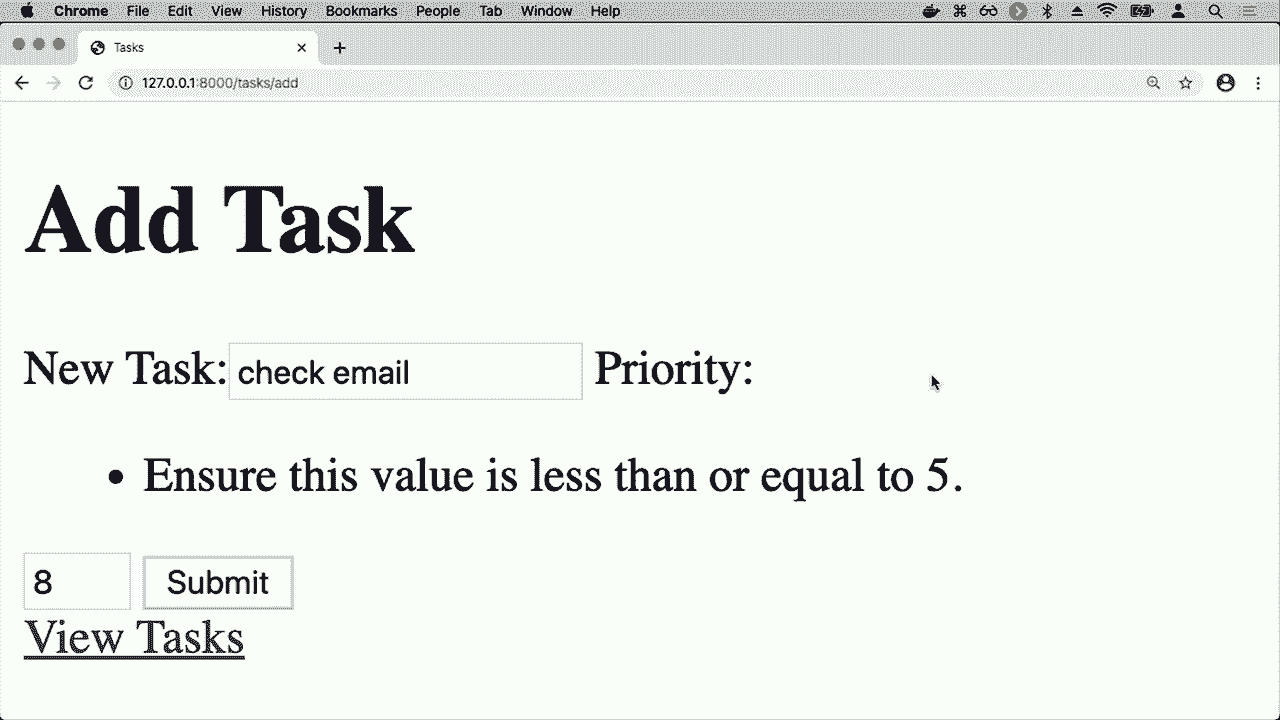 Chrome File Edit View History Bookmarks People Tab Window Help
Tasks
127.0.0.1:8000/tasks/add
Add Task
New Task: check email Priority:
• Ensure this value is less than or equal to 5.
8 Submit
View Tasks